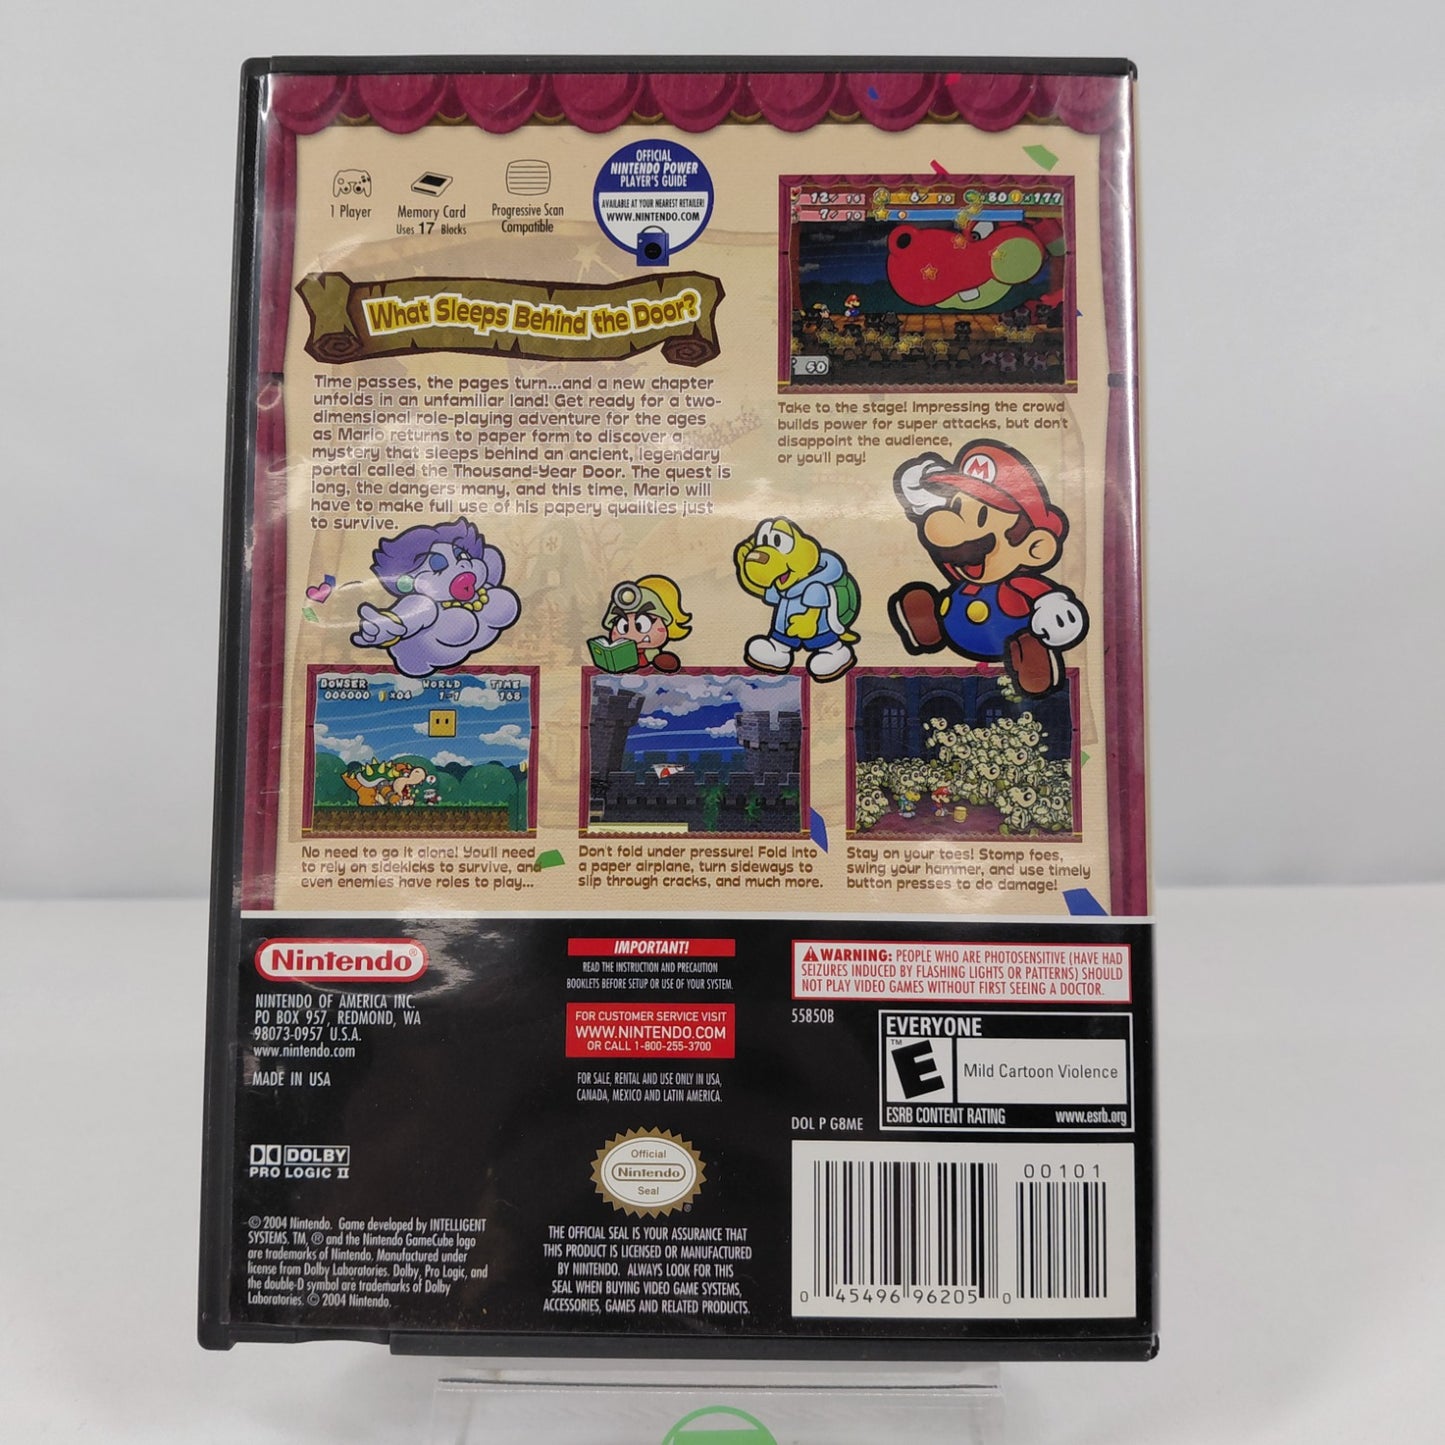 1 Player
Memory Card
Uses 17 Blocks
Progressive Scan
Compatible
OFFICIAL
NINTENDO POWER
PLAYER'S GUIDE
AVAILABLE AT YOUR NEAREST RETAILER!
WWW.NINTENDO.COM
12/10
6/10
80
177
7/10
50
What Sleeps Behind the Door?
Time passes, the pages turn...and a new chapter
unfolds in an unfamiliar land! Get ready for a two-
dimensional role-playing adventure for the ages
as Mario returns to paper form to discover a
mystery that sleeps behind an ancient, legendary
portal called the Thousand-Year Door. The quest is
long, the dangers many, and this time, Mario will
have to make full use of his papery qualities just
to survive.
Take to the stage! Impressing the crowd
builds power for super attacks, but don't
disappoint the audience,
or you'll pay!
M
BOWSER WORLD TIME
006000 ×04 1-1 168
No need to go it alone! You'll need
to rely on sidekicks to survive, and
even enemies have roles to play...
Don't fold under pressure! Fold into
a paper airplane, turn sideways to
slip through cracks, and much more.
Stay on your toes! Stomp foes,
swing your hammer, and use timely
button presses to do damage!
Nintendo®
NINTENDO OF AMERICA INC.
PO BOX 957, REDMOND, WA
98073-0957 U.S.A.
www.nintendo.com
MADE IN USA
IMPORTANT!
READ THE INSTRUCTION AND PRECAUTION
BOOKLETS BEFORE SETUP OR USE OF YOUR SYSTEM.
FOR CUSTOMER SERVICE VISIT
WWW.NINTENDO.COM
OR CALL 1-800-255-3700
FOR SALE, RENTAL AND USE ONLY IN USA,
CANADA, MEXICO AND LATIN AMERICA.
WARNING: PEOPLE WHO ARE PHOTOSENSITIVE (HAVE HAD
SEIZURES INDUCED BY FLASHING LIGHTS OR PATTERNS) SHOULD
NOT PLAY VIDEO GAMES WITHOUT FIRST SEEING A DOCTOR.
55850B
EVERYONE
E™
Mild Cartoon Violence
ESRB CONTENT RATING www.esrb.org
DOL P G8ME
DOLBY
PRO LOGIC II
Official
Nintendo
Seal
®
© 2004 Nintendo. Game developed by INTELLIGENT
SYSTEMS. TM, ® and the Nintendo GameCube logo
are trademarks of Nintendo. Manufactured under
license from Dolby Laboratories. Dolby, Pro Logic, and
the double-D symbol are trademarks of Dolby
Laboratories. © 2004 Nintendo.
THE OFFICIAL SEAL IS YOUR ASSURANCE THAT
THIS PRODUCT IS LICENSED OR MANUFACTURED
BY NINTENDO. ALWAYS LOOK FOR THIS
SEAL WHEN BUYING VIDEO GAME SYSTEMS,
ACCESSORIES, GAMES AND RELATED PRODUCTS.
00101
0 45496 96205 0